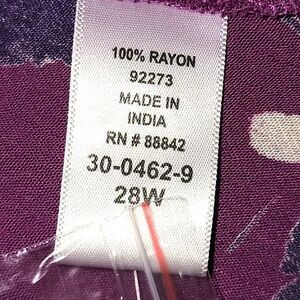 100% RAYON
92273
MADE IN
INDIA
RN # 88842
30-0462-9
28W